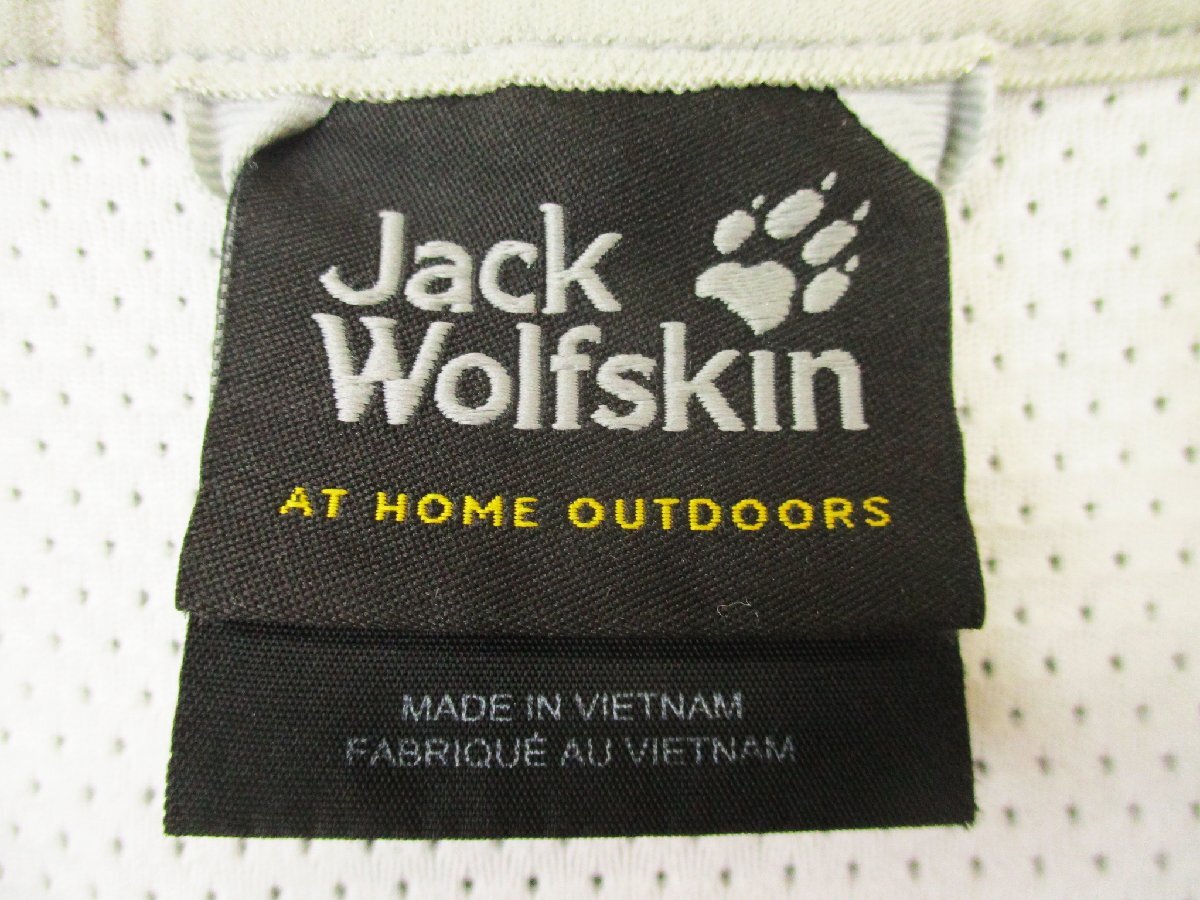 Jack
Wolfskin
AT HOME OUTDOORS
MADE IN VIETNAM
FABRIQUÉ AU VIETNAM